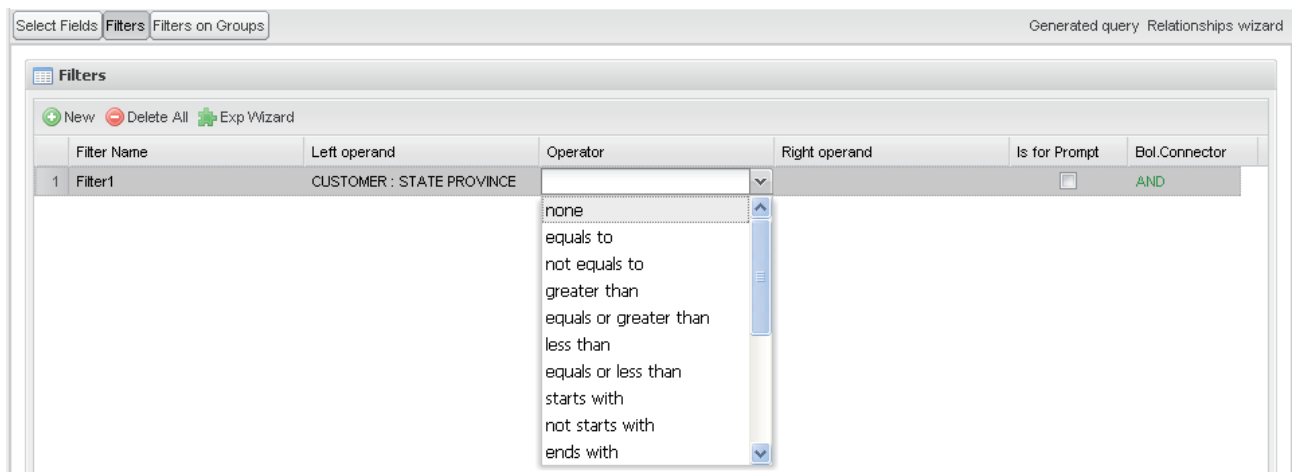 Select Fields Filters Filters on Groups Generated query Relationships wizard
Filters
New Delete All Exp Wizard
Filter Name Left operand Operator Right operand Is for Prompt Bol.Connector
1 Filter1 CUSTOMER : STATE PROVINCE AND
none
equals to
not equals to
greater than
equals or greater than
less than
equals or less than
starts with
not starts with
ends with